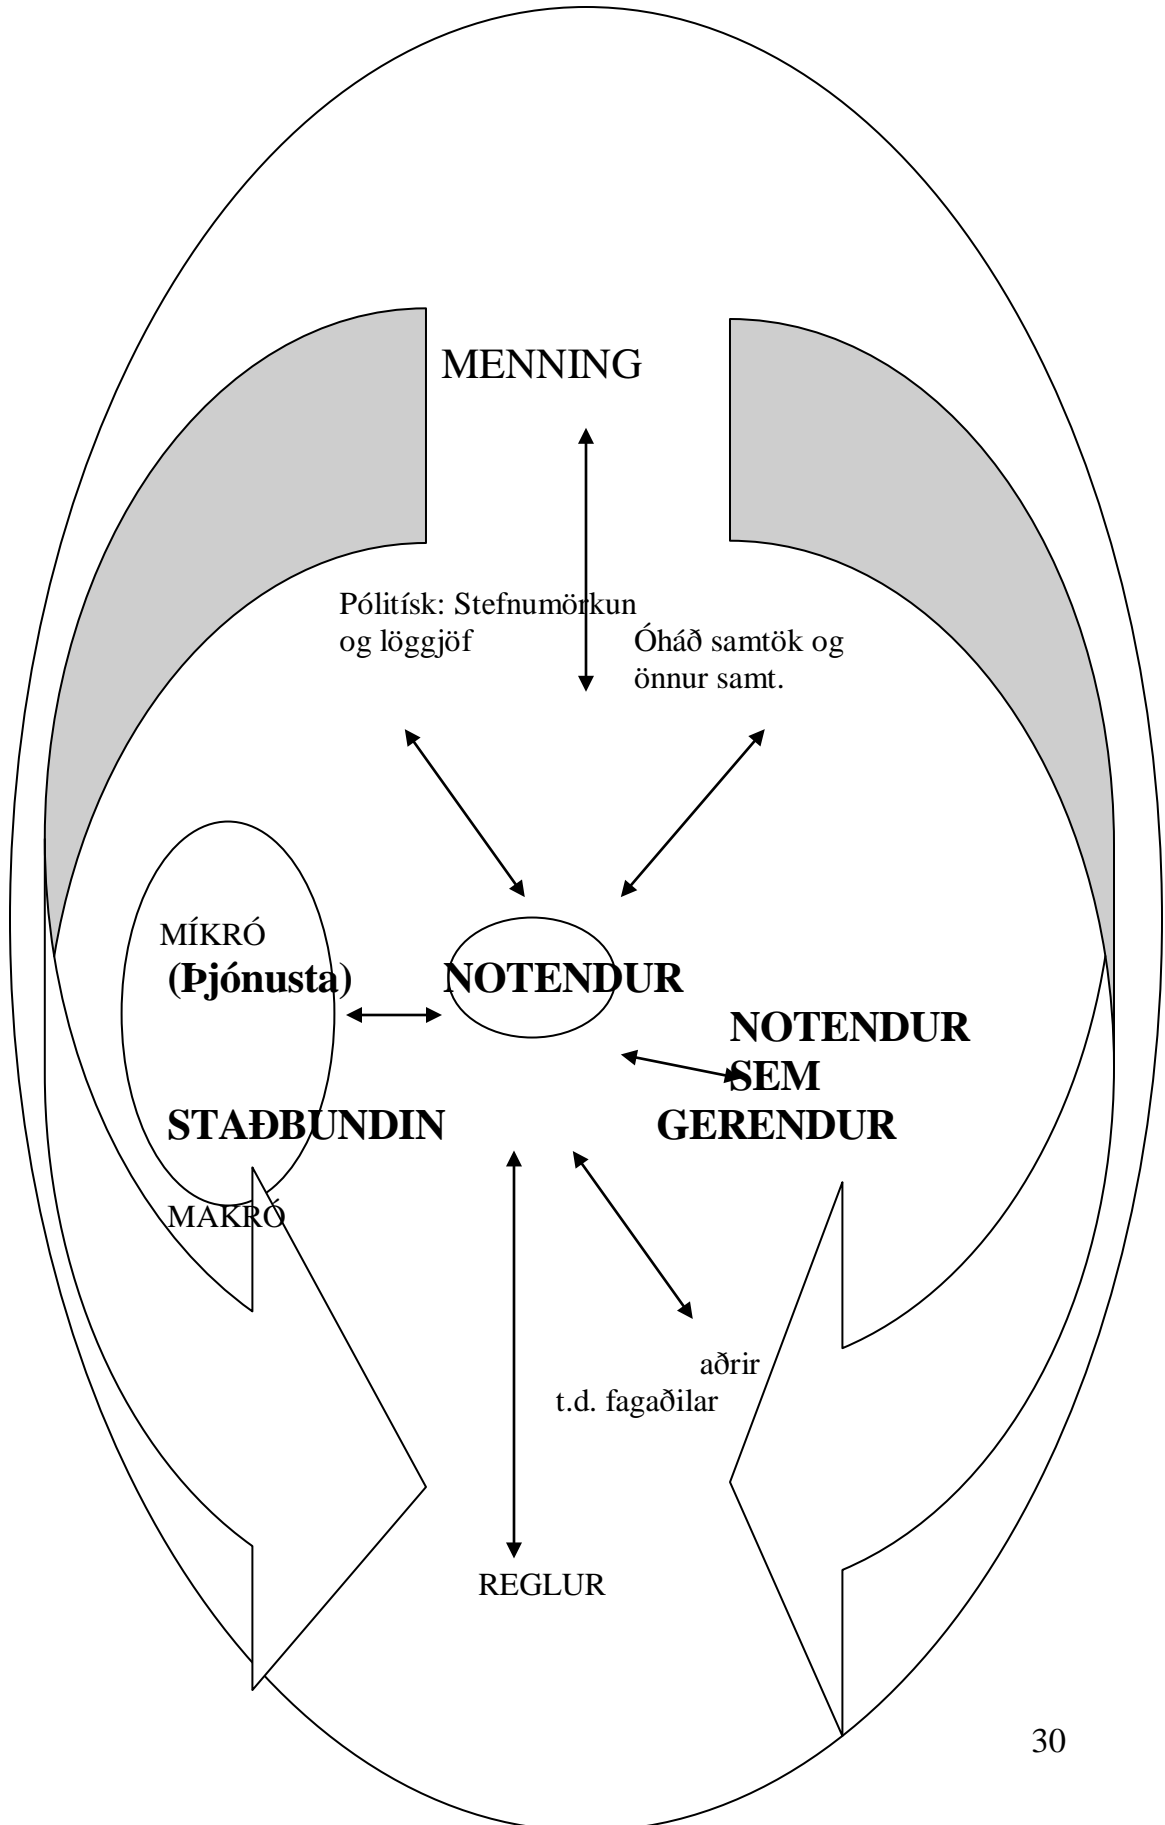 MENNING
Pólitísk: Stefnumörkun
og löggjöf
Óháð samtök og
önnur samt.
MÍKRÓ
(Þjónusta)
NOTENDUR
NOTENDUR
SEM
GERENDUR
STAÐBUNDIN
MAKRÓ
aðrir
t.d. fagaðilar
REGLUR
30